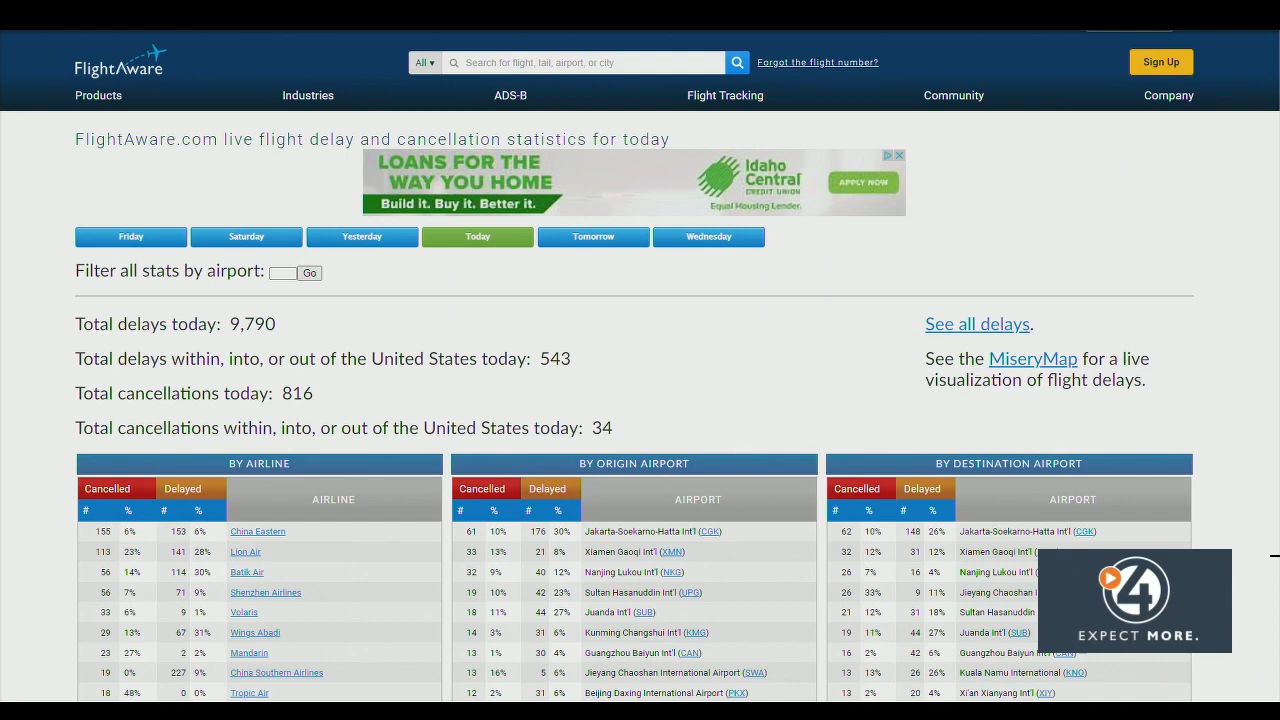 FlightAware
All ▾
Search for flight, tail, airport, or city
Forgot the flight number?
Sign Up
Products Industries ADS-B Flight Tracking Community Company
FlightAware.com live flight delay and cancellation statistics for today
LOANS FOR THE
WAY YOU HOME
Build it. Buy it. Better it.
Idaho
Central
CREDIT UNION
Equal Housing Lender.
APPLY NOW
Friday Saturday Yesterday Today Tomorrow Wednesday
Filter all stats by airport: Go
Total delays today: 9,790
Total delays within, into, or out of the United States today: 543
Total cancellations today: 816
Total cancellations within, into, or out of the United States today: 34
See all delays.
See the MiseryMap for a live
visualization of flight delays.
BY AIRLINE
Cancelled Delayed AIRLINE
# % # %
155 6% 153 6% China Eastern
113 23% 141 28% Lion Air
56 14% 114 30% Batik Air
56 7% 71 9% Shenzhen Airlines
33 6% 9 1% Volaris
29 13% 67 31% Wings Abadi
23 27% 2 2% Mandarin
19 0% 227 9% China Southern Airlines
18 48% 0 0% Tropic Air
BY ORIGIN AIRPORT
Cancelled Delayed AIRPORT
# % # %
61 10% 176 30% Jakarta-Soekarno-Hatta Int'l (CGK)
33 13% 21 8% Xiamen Gaoqi Int'l (XMN)
32 9% 40 12% Nanjing Lukou Int'l (NKG)
19 10% 42 23% Sultan Hasanuddin Int'l (UPG)
18 11% 44 27% Juanda Int'l (SUB)
14 3% 31 6% Kunming Changshui Int'l (KMG)
13 1% 30 4% Guangzhou Baiyun Int'l (CAN)
13 16% 5 6% Jieyang Chaoshan International Airport (SWA)
12 2% 31 6% Beijing Daxing International Airport (PKX)
BY DESTINATION AIRPORT
Cancelled Delayed AIRPORT
# % # %
62 10% 148 26% Jakarta-Soekarno-Hatta Int'l (CGK)
32 12% 31 12% Xiamen Gaoqi Int'l (
26 7% 16 4% Nanjing Lukou Int'l (
26 33% 9 11% Jieyang Chaoshan
21 12% 31 18% Sultan Hasanuddin
19 11% 44 27% Juanda Int'l (SUB)
16 2% 42 6% Guangzhou Baiyun Int'l (CAN)
13 13% 26 26% Kuala Namu International (KNO)
13 2% 20 4% Xi'an Xianyang Int'l (XIY)
4
EXPECT MORE.